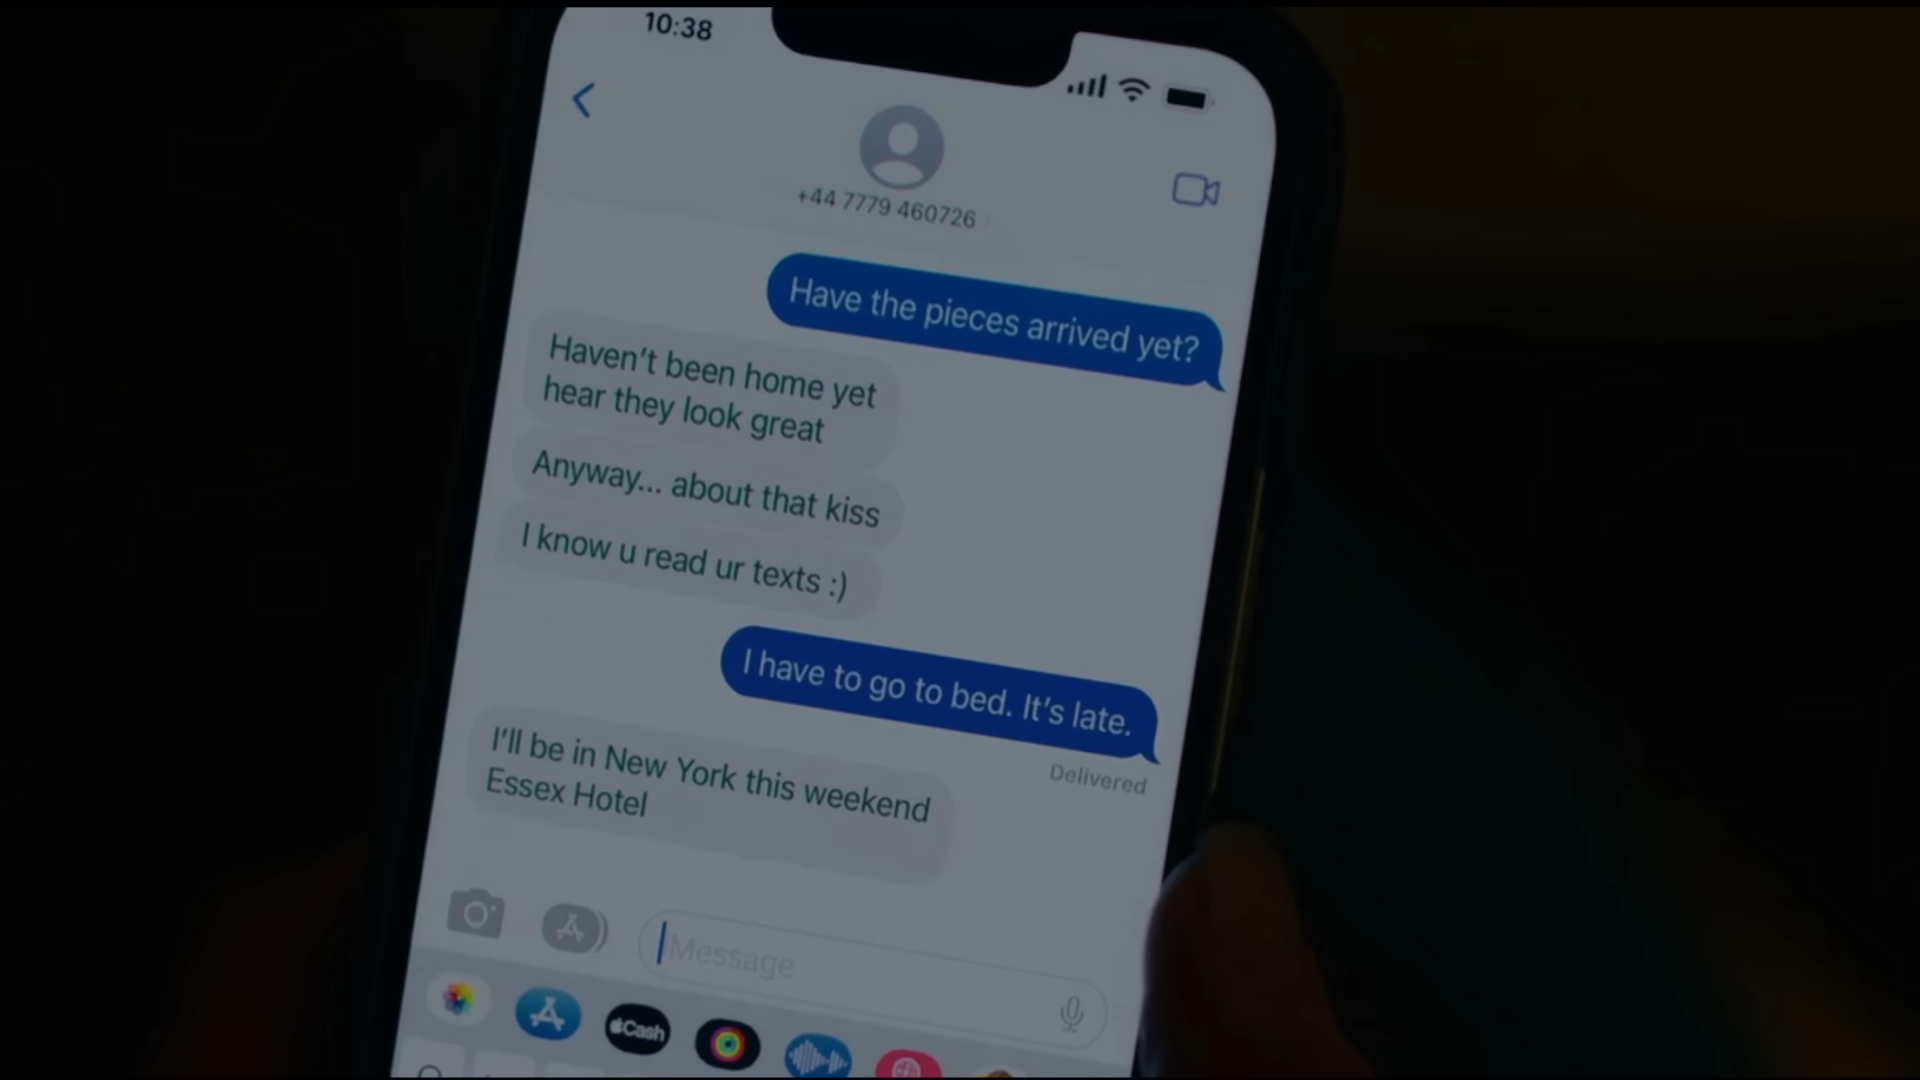 10:38
+44 7779 460726
Have the pieces arrived yet?
Haven't been home yet
hear they look great
Anyway... about that kiss
I know u read ur texts :)
I have to go to bed. It's late.
Delivered
I'll be in New York this weekend
Essex Hotel
Message
Cash